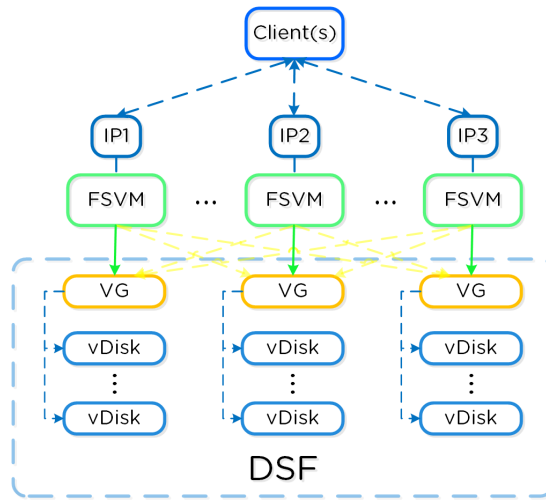 Client(s)
IP1 IP2 IP3
FSVM ... FSVM ... FSVM
VG VG VG
vDisk vDisk vDisk
vDisk vDisk vDisk
DSF